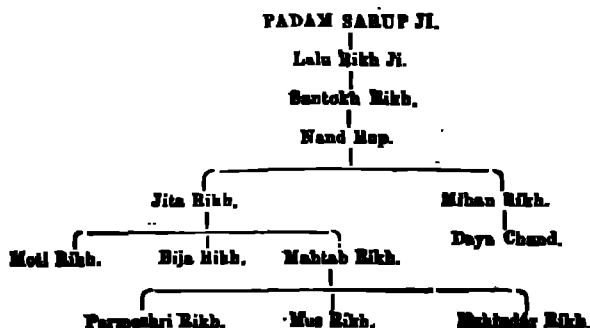 PADAM SARUP JI.
Lalu Rikh Ji.
Santokh Rikh.
Nand Rup.
Jita Rikh. Mihan Rikh.
Moti Rikh. Bija Rikh. Mahtab Rikh. Daya Chand.
Parmeshri Rikh. Mus Rikh. Rikh.